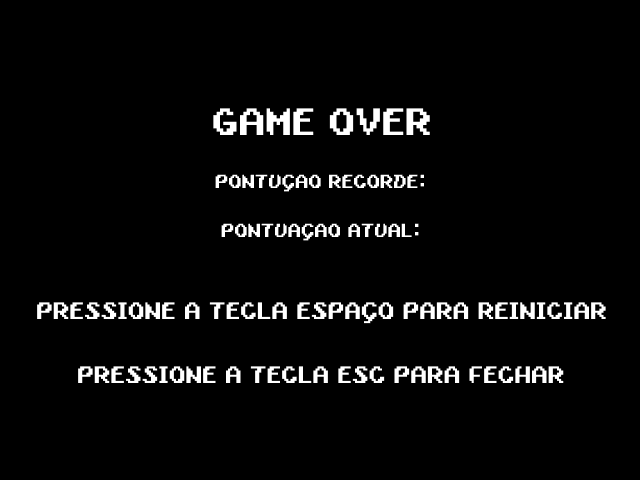 GAME OVER
PONTUÇAO RECORDE:
PONTUAÇAO ATUAL:
PRESSIONE A TECLA ESPAÇO PARA REINICIAR
PRESSIONE A TECLA ESC PARA FECHAR